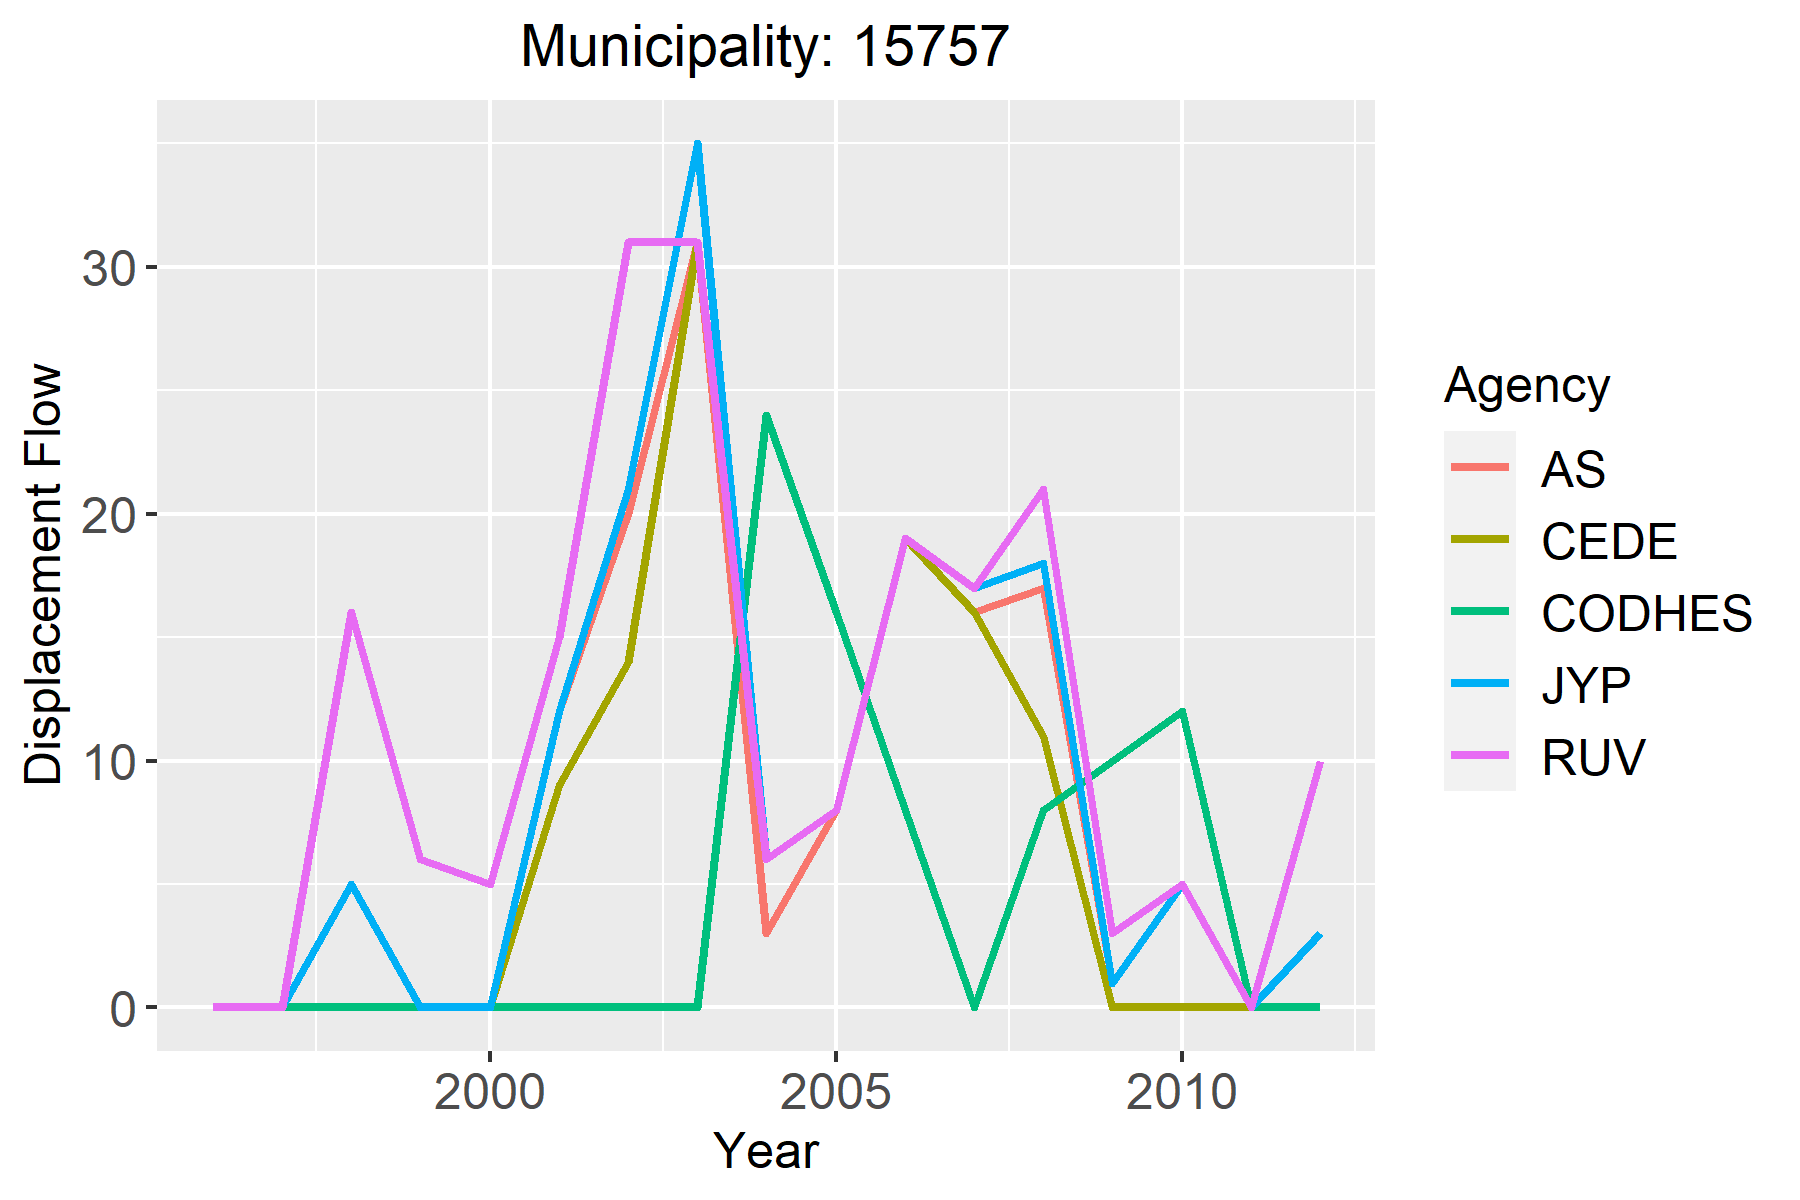 Municipality: 15757
Displacement Flow
30
20
10
0
2000 2005 2010
Year
Agency
AS
CEDE
CODHES
JYP
RUV